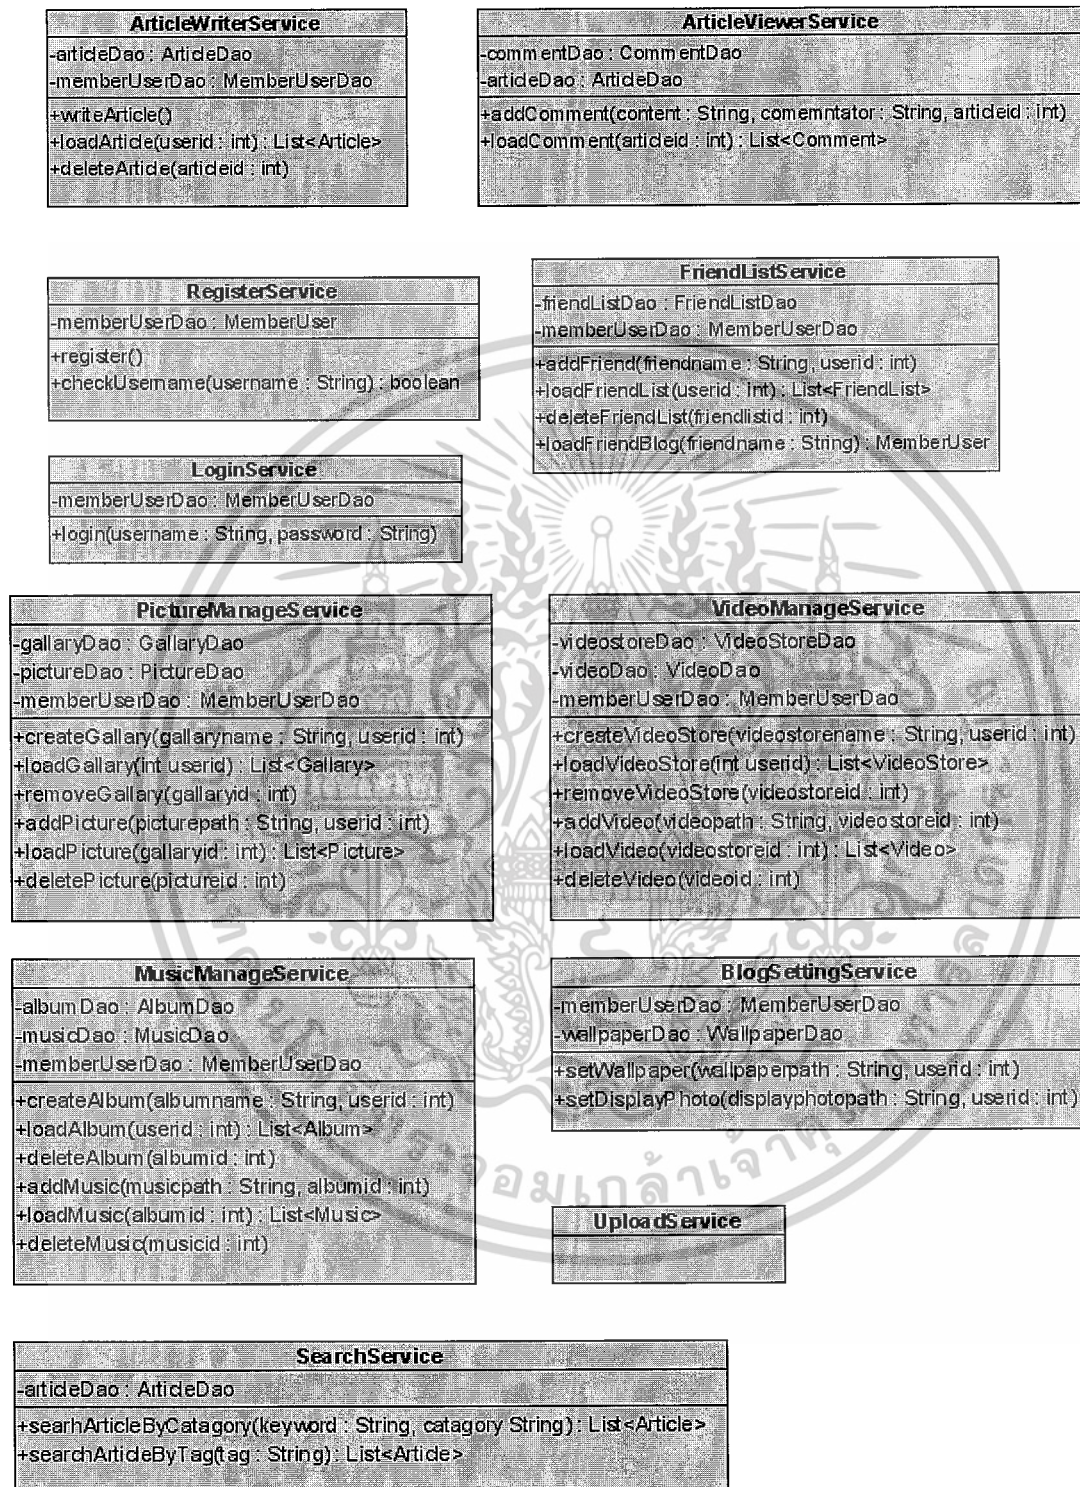 ArticleWriterService
-articleDao : ArticleDao
-memberUserDao : MemberUserDao
+writeArticle()
+loadArticle(userid : int) : List<Article>
+deleteArticle(articleid : int)
ArticleViewerService
-commentDao : CommentDao
-articleDao : ArticleDao
+addComment(content : String, comemntator : String, articleid : int)
+loadComment(articleid : int) : List<Comment>
RegisterService
-memberUserDao : MemberUser
+register()
+checkUsername(username : String) : boolean
FriendListService
-friendListDao : FriendListDao
-memberUserDao : MemberUserDao
+addFriend(friendname : String, userid : int)
+loadFriendList(userid : int) : List<FriendList>
+deleteFriendList(friendlistid : int)
+loadFriendBlog(friendname : String) : MemberUser
LoginService
-memberUserDao : MemberUserDao
+login(username : String, password : String)
PictureManageService
-gallaryDao : GallaryDao
-pictureDao : PictureDao
-memberUserDao : MemberUserDao
+createGallary(gallaryname : String, userid : int)
+loadGallary(int userid) : List<Gallary>
+removeGallary(gallaryid : int)
+addPicture(picturepath : String, userid : int)
+loadPicture(gallaryid : int) : List<Picture>
+deletePicture(pictureid : int)
VideoManageService
-videostoreDao : VideoStoreDao
-videoDao : VideoDao
-memberUserDao : MemberUserDao
+createVideoStore(videostorename : String, userid : int)
+loadVideoStore(int userid) : List<VideoStore>
+removeVideoStore(videostoreid : int)
+addVideo(videopath : String, videostoreid : int)
+loadVideo(videostoreid : int) : List<Video>
+deleteVideo(videoid : int)
MusicManageService
-albumDao : AlbumDao
-musicDao : MusicDao
-memberUserDao : MemberUserDao
+createAlbum(albumname : String, userid : int)
+loadAlbum(userid : int) : List<Album>
+deleteAlbum(albumid : int)
+addMusic(musicpath : String, albumid : int)
+loadMusic(albumid : int) : List<Music>
+deleteMusic(musicid : int)
BlogSettingService
-memberUserDao : MemberUserDao
-wallpaperDao : WallpaperDao
+setWallpaper(wallpaperpath : String, userid : int)
+setDisplayPhoto(displayphotopath : String, userid : int)
UploadService
SearchService
-articleDao : ArticleDao
+searhArticleByCatagory(keyword : String, catagory String) : List<Article>
+searchArticleByTag(tag : String) : List<Article>